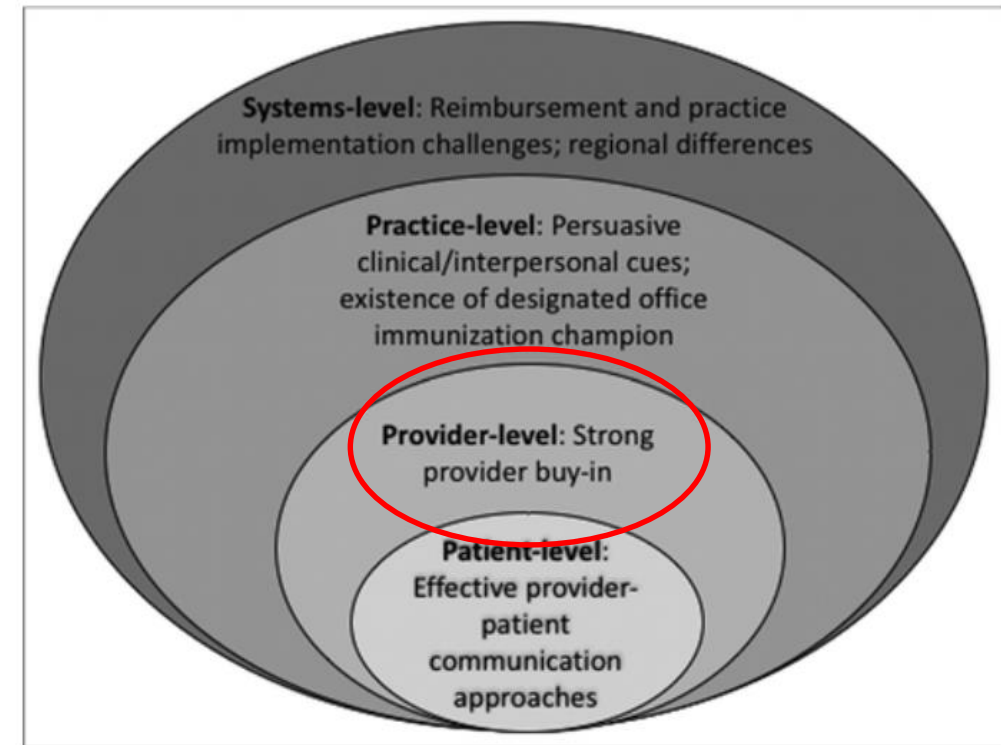 Systems-level: Reimbursement and practice
implementation challenges; regional differences
Practice-level: Persuasive
clinical/interpersonal cues;
existence of designated office
immunization champion
Provider-level: Strong
provider buy-in
Patient-level:
Effective provider-
patient
communication
approaches